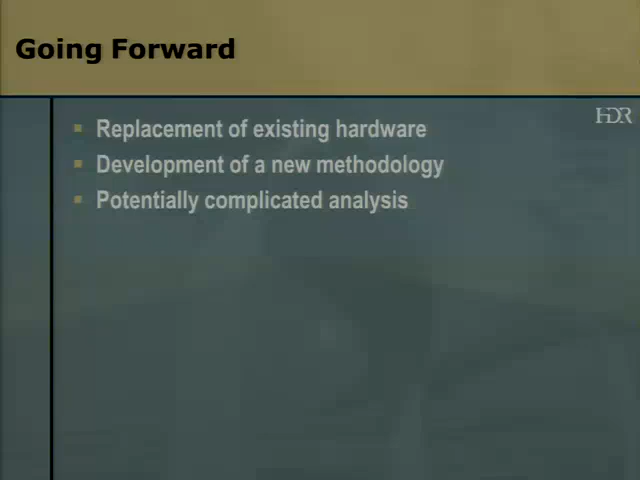 Going Forward
HDR
Replacement of existing hardware
Development of a new methodology
Potentially complicated analysis